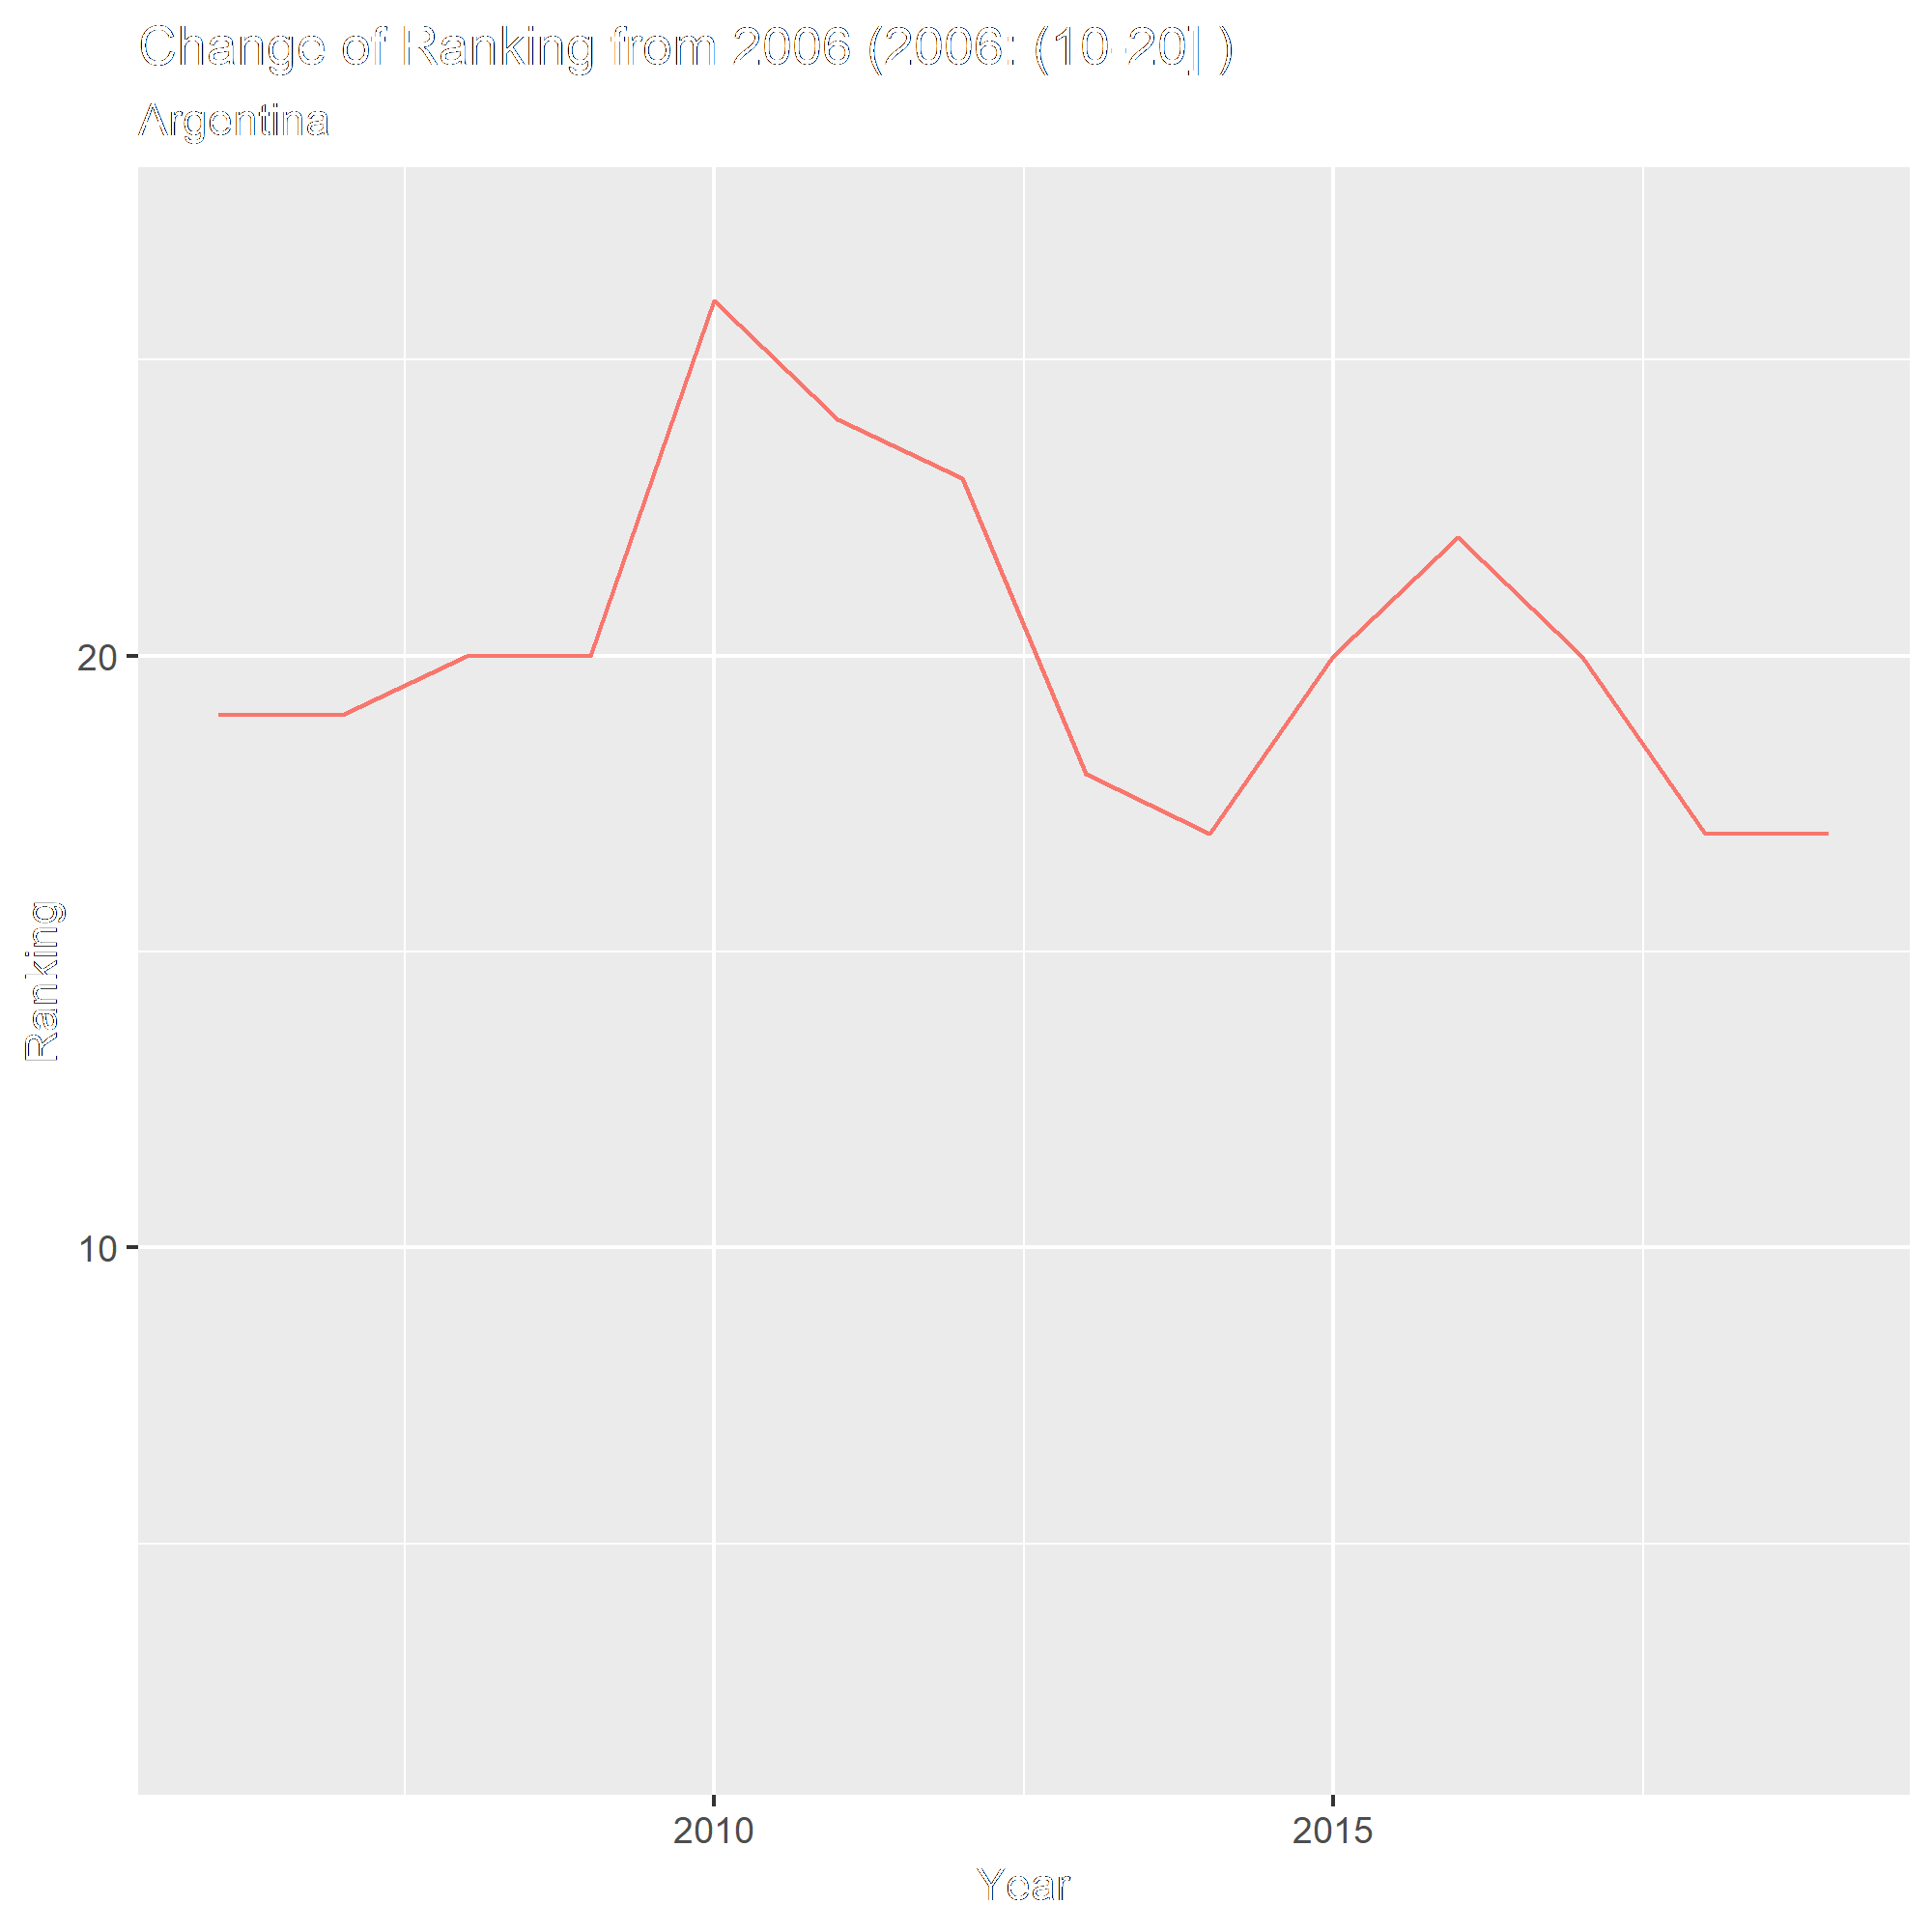 Change of Ranking from 2006 (2006: (10-20] )
Argentina
20
10
Ranking
2010
2015
Year